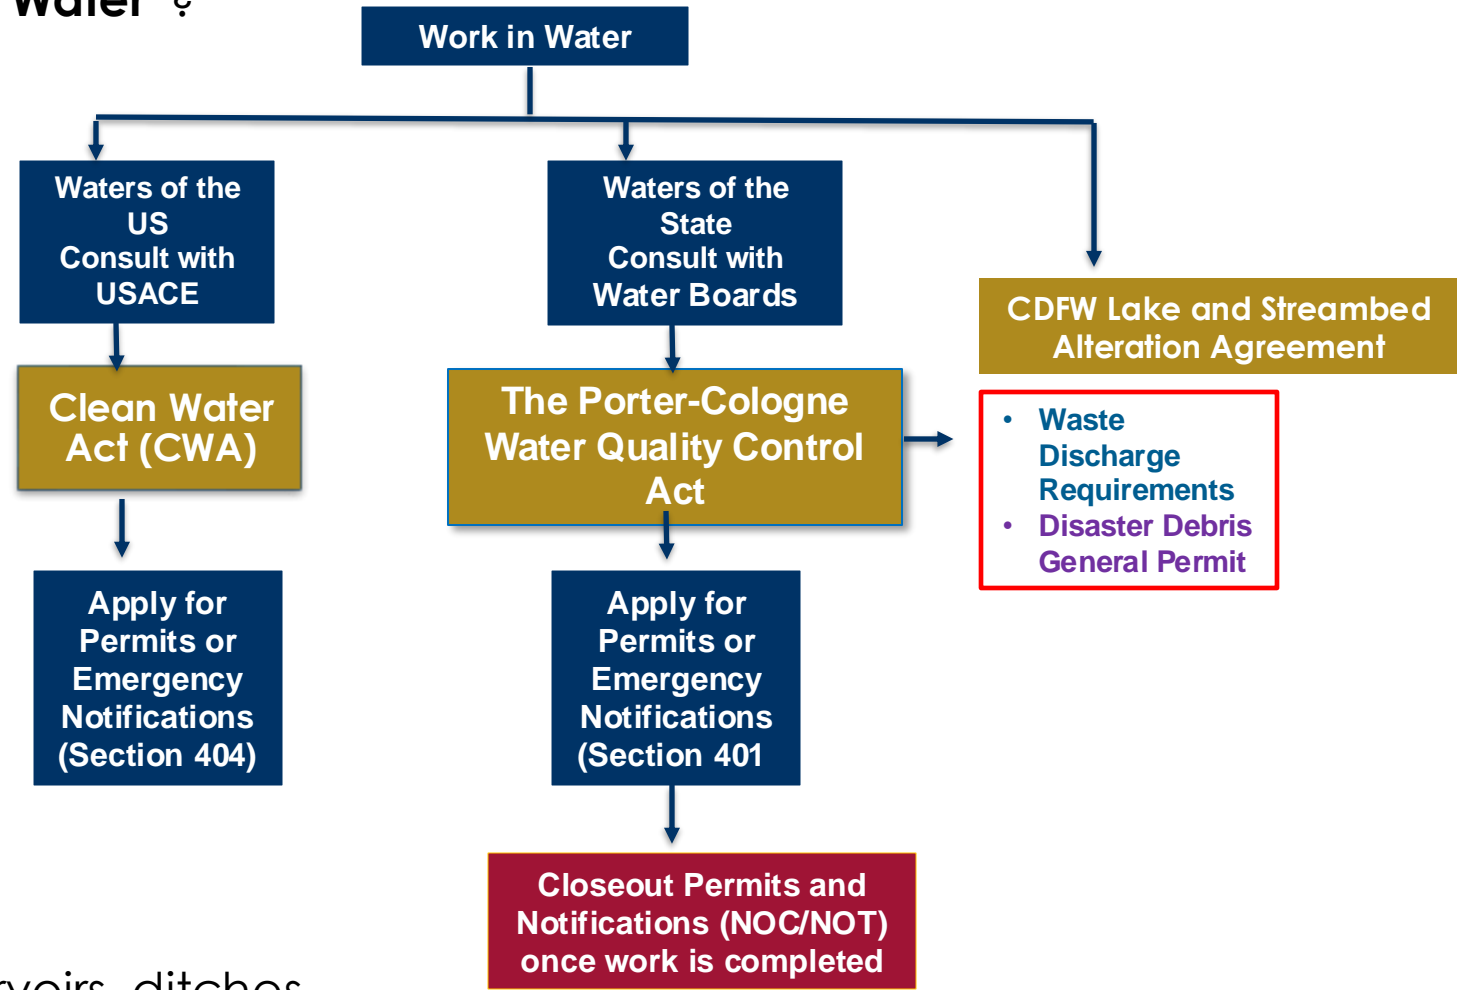 Water ?
Work in Water
Waters of the
US
Consult with
USACE
Waters of the
State
Consult with
Water Boards
CDFW Lake and Streambed
Alteration Agreement
Clean Water
Act (CWA)
The Porter-Cologne
Water Quality Control
Act
• Waste
Discharge
Requirements
• Disaster Debris
General Permit
Apply for
Permits or
Emergency
Notifications
(Section 404)
Apply for
Permits or
Emergency
Notifications
(Section 401
Closeout Permits and
Notifications (NOC/NOT)
once work is completed
ditches